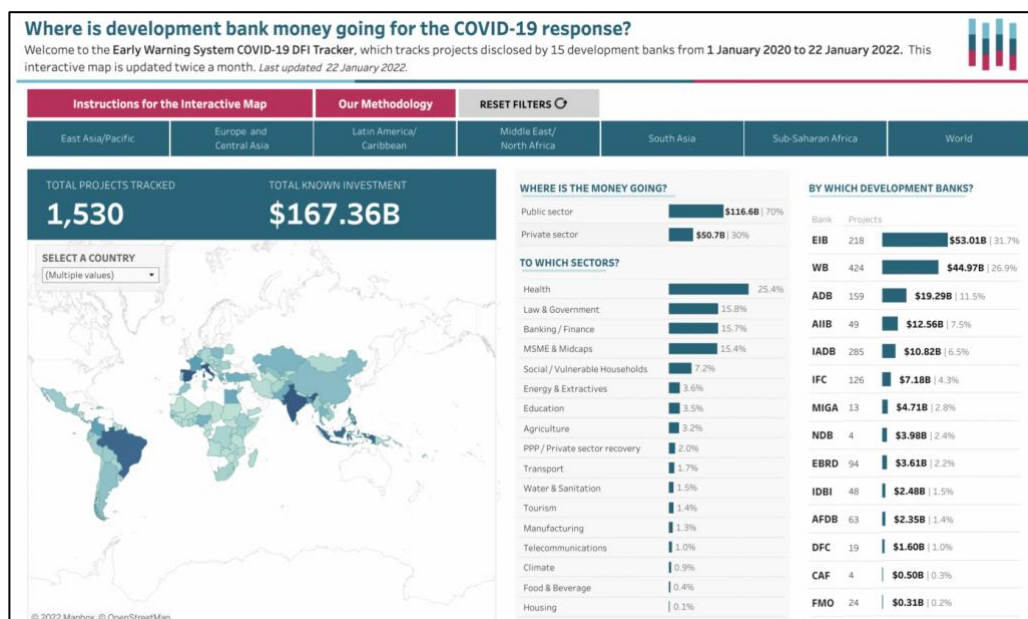 Where is development bank money going for the COVID-19 response?
Welcome to the Early Warning System COVID-19 DFI Tracker, which tracks projects disclosed by 15 development banks from 1 January 2020 to 22 January 2022. This
interactive map is updated twice a month. Last updated 22 January 2022.
Instructions for the Interactive Map
Our Methodology
RESET FILTERS
East Asia/Pacific
Europe and
Central Asia
Latin America/
Caribbean
Middle East/
North Africa
South Asia
Sub-Saharan Africa
World
TOTAL PROJECTS TRACKED
1,530
TOTAL KNOWN INVESTMENT
$167.36B
SELECT A COUNTRY
(Multiple values)
© 2022 Mapbox © OpenStreetMap
WHERE IS THE MONEY GOING?
Public sector $116.6B | 70%
Private sector $50.7B | 30%
TO WHICH SECTORS?
Health 25.4%
Law & Government 15.8%
Banking / Finance 15.7%
MSME & Midcaps 15.4%
Social / Vulnerable Households 7.2%
Energy & Extractives 3.6%
Education 3.5%
Agriculture 3.2%
PPP / Private sector recovery 2.0%
Transport 1.7%
Water & Sanitation 1.5%
Tourism 1.4%
Manufacturing 1.3%
Telecommunications 1.0%
Climate 0.9%
Food & Beverage 0.4%
Housing 0.1%
BY WHICH DEVELOPMENT BANKS?
Bank Projects
EIB 218 $53.01B | 31.7%
WB 424 $44.97B | 26.9%
ADB 159 $19.29B | 11.5%
AIIB 49 $12.56B | 7.5%
IADB 285 $10.82B | 6.5%
IFC 126 $7.18B | 4.3%
MIGA 13 $4.71B | 2.8%
NDB 4 $3.98B | 2.4%
EBRD 94 $3.61B | 2.2%
IDBI 48 $2.48B | 1.5%
AFDB 63 $2.35B | 1.4%
DFC 19 $1.60B | 1.0%
CAF 4 $0.50B | 0.3%
FMO 24 $0.31B | 0.2%